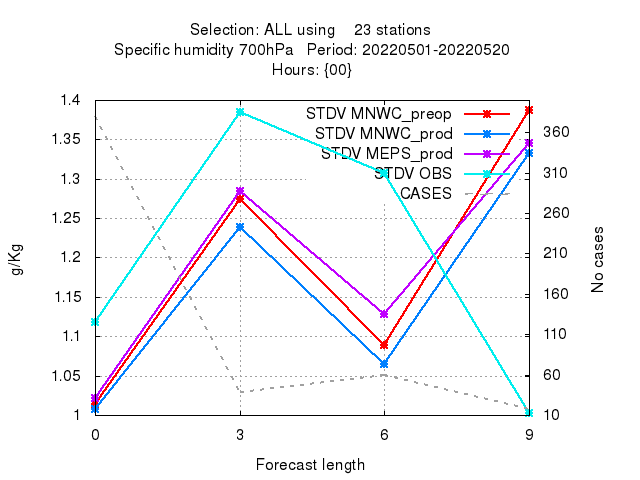 Selection: ALL using    23 stations
Specific humidity 700hPa   Period: 20220501-20220520
Hours: {00}
STDV MNWC_preop
STDV MNWC_prod
STDV MEPS_prod
STDV OBS
CASES
1.4
1.35
1.3
1.25
1.2
1.15
1.1
1.05
1
g/Kg
360
310
260
210
160
110
60
10
No cases
0 3 6 9
Forecast length